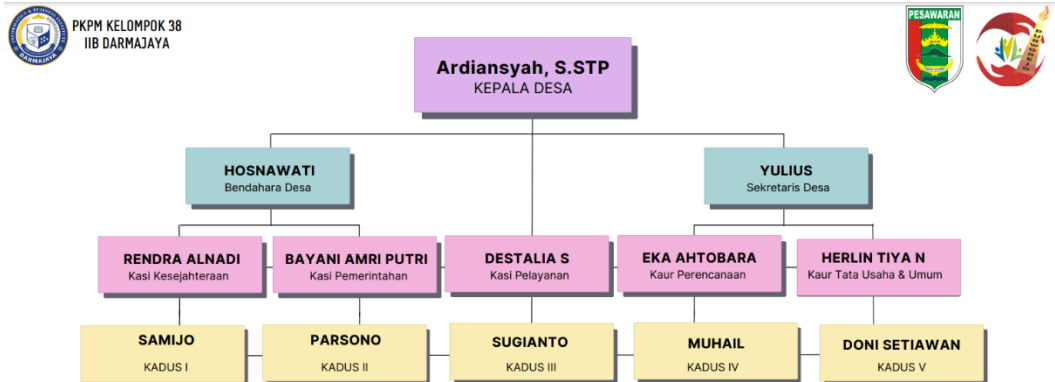 PKPM KELOMPOK 38
IIB DARMAJAYA
DARMAJAYA
PESAWARAN
Ardiansyah, S.STP
KEPALA DESA
HOSNAWATI
Bendahara Desa
YULIUS
Sekretaris Desa
RENDRA ALNADI
Kasi Kesejahteraan
BAYANI AMRI PUTRI
Kasi Pemerintahan
DESTALIA S
Kasi Pelayanan
EKA AHTOBARA
Kaur Perencanaan
HERLIN TIYA N
Kaur Tata Usaha & Umum
SAMIJO
KADUS I
PARSONO
KADUS II
SUGIANTO
KADUS III
MUHAIL
KADUS IV
DONI SETIAWAN
KADUS V